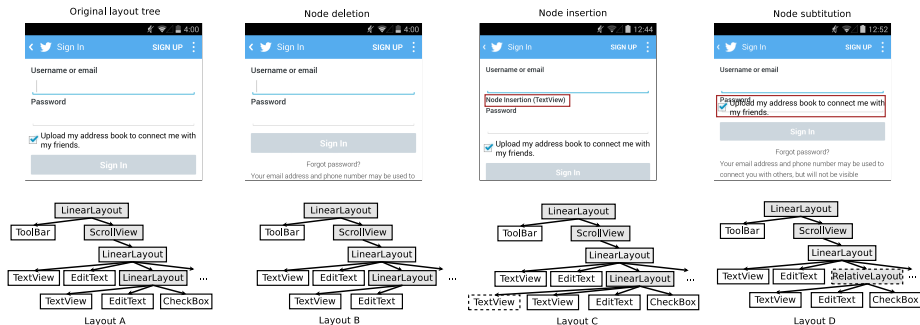 Original layout tree
4:00
Sign In SIGN UP
Username or email
Password
Upload my address book to connect me with
my friends.
Sign In
LinearLayout
ToolBar
ScrollView
LinearLayout
TextView
EditText
LinearLayout
...
TextView
EditText
CheckBox
Layout A
Node deletion
4:00
Sign In SIGN UP
Username or email
Password
Sign In
Forgot password?
Your email address and phone number may be used to
LinearLayout
ToolBar
ScrollView
LinearLayout
TextView
EditText
LinearLayout
...
TextView
EditText
Layout B
Node insertion
12:44
Sign In SIGN UP
Username or email
Node Insertion (TextView)
Password
Upload my address book to connect me with
my friends.
Sign In
LinearLayout
ToolBar
ScrollView
LinearLayout
TextView
EditText
LinearLayout
...
TextView
TextView
EditText
CheckBox
Layout C
Node subtitution
12:52
Sign In SIGN UP
Username or email
Password
Upload my address book to connect me with
my friends.
Sign In
Forgot password?
Your email address and phone number may be used to
connect you with others, but will not be visible
LinearLayout
ToolBar
ScrollView
LinearLayout
TextView
EditText
RelativeLayout
...
TextView
EditText
CheckBox
Layout D